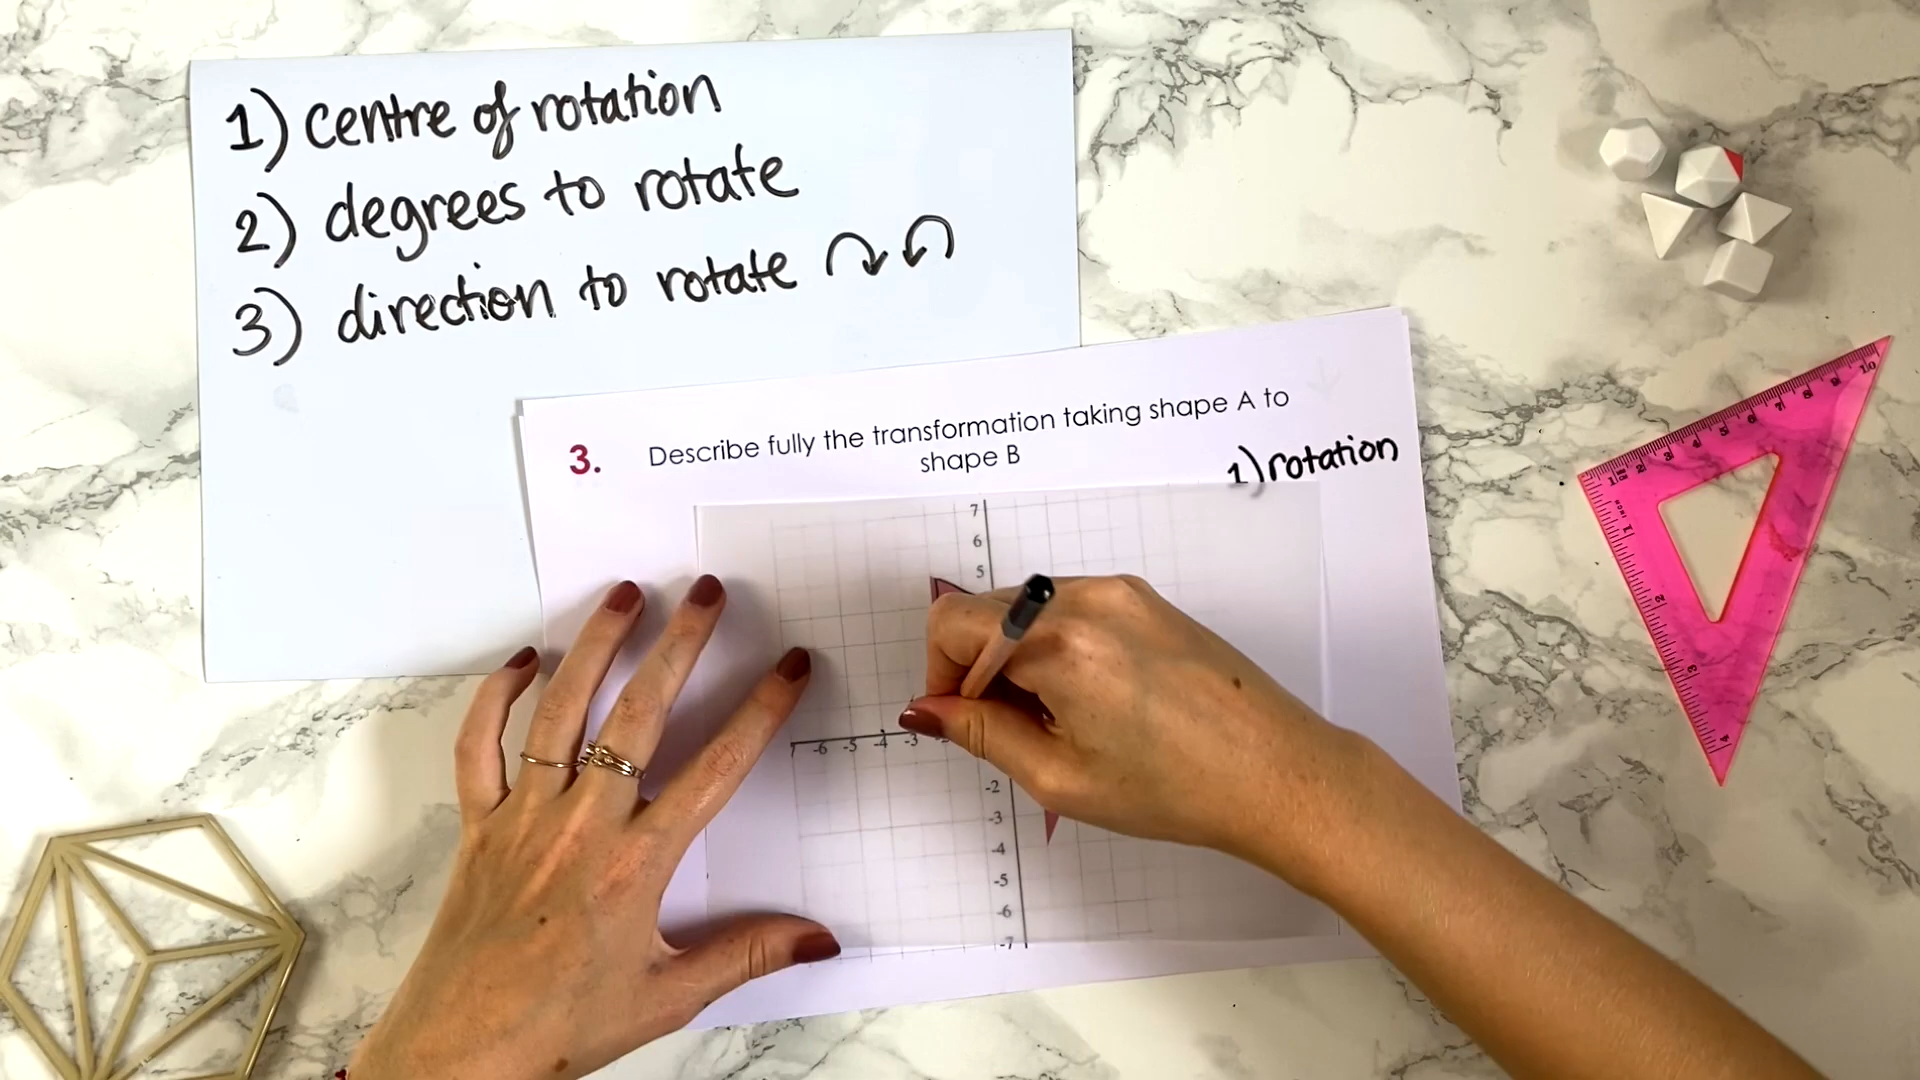 1) centre of rotation
2) degrees to rotate
3) direction to rotate
3. Describe fully the transformation taking shape A to
shape B
1) rotation
7
6
5
-6 -5 -4 -3
-2
-3
-4
-5
-6
-7